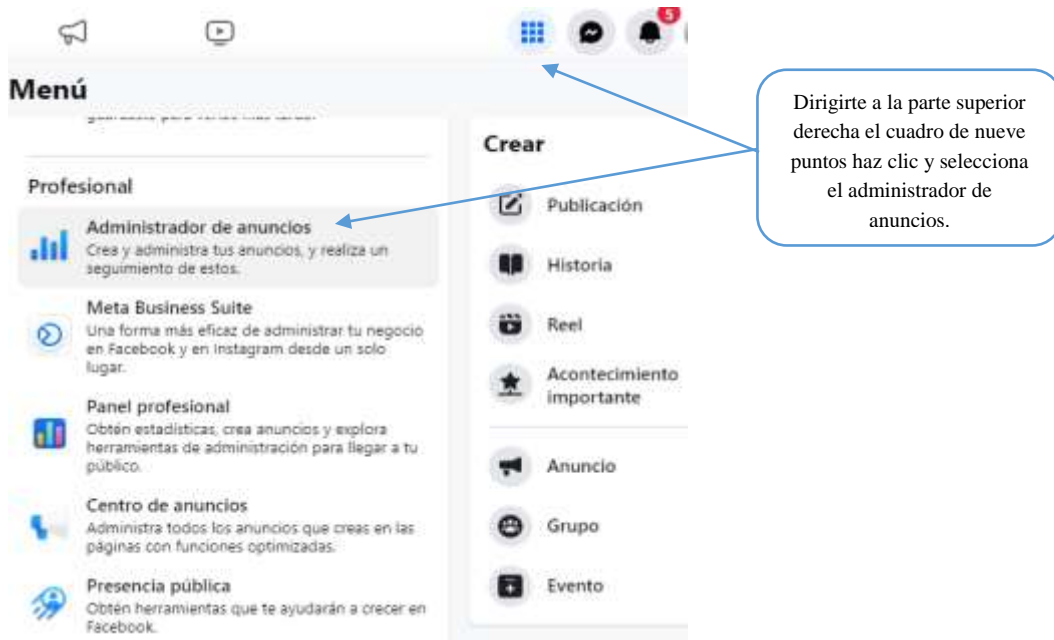 5
Menú
Crear
Profesional
Administrador de anuncios
Crea y administra tus anuncios, y realiza un
seguimiento de estos.
Meta Business Suite
Una forma más eficaz de administrar tu negocio
en Facebook y en Instagram desde un solo
lugar.
Panel profesional
Obtén estadísticas, crea anuncios y explora
herramientas de administración para llegar a tu
público.
Centro de anuncios
Administra todos los anuncios que creas en las
páginas con funciones optimizadas.
Presencia pública
Obtén herramientas que te ayudarán a crecer en
Facebook.
Publicación
Historia
Reel
Acontecimiento
importante
Anuncio
Grupo
Evento
Dirigirte a la parte superior
derecha el cuadro de nueve
puntos haz clic y selecciona
el administrador de
anuncios.